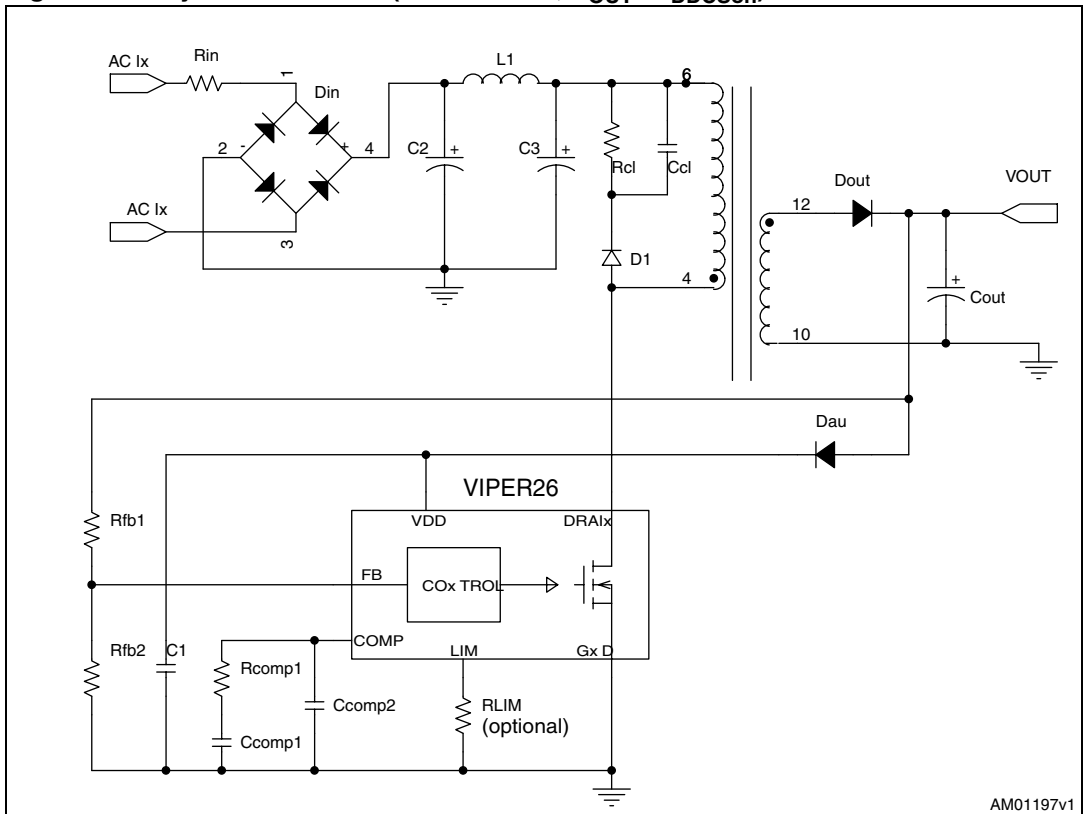 AC Ix
Rin
1
Din
L1
6
2
-
+
4
C2
+
C3
+
Rcl
Ccl
Dout
VOUT
12
AC Ix
3
D1
4
+
Cout
10
Dau
VIPER26
VDD
DRAIx
Rfb1
FB
COx TROL
COMP
LIM
Gx D
Rfb2
C1
Rcomp1
Ccomp2
RLIM
(optional)
Ccomp1
AM01197v1